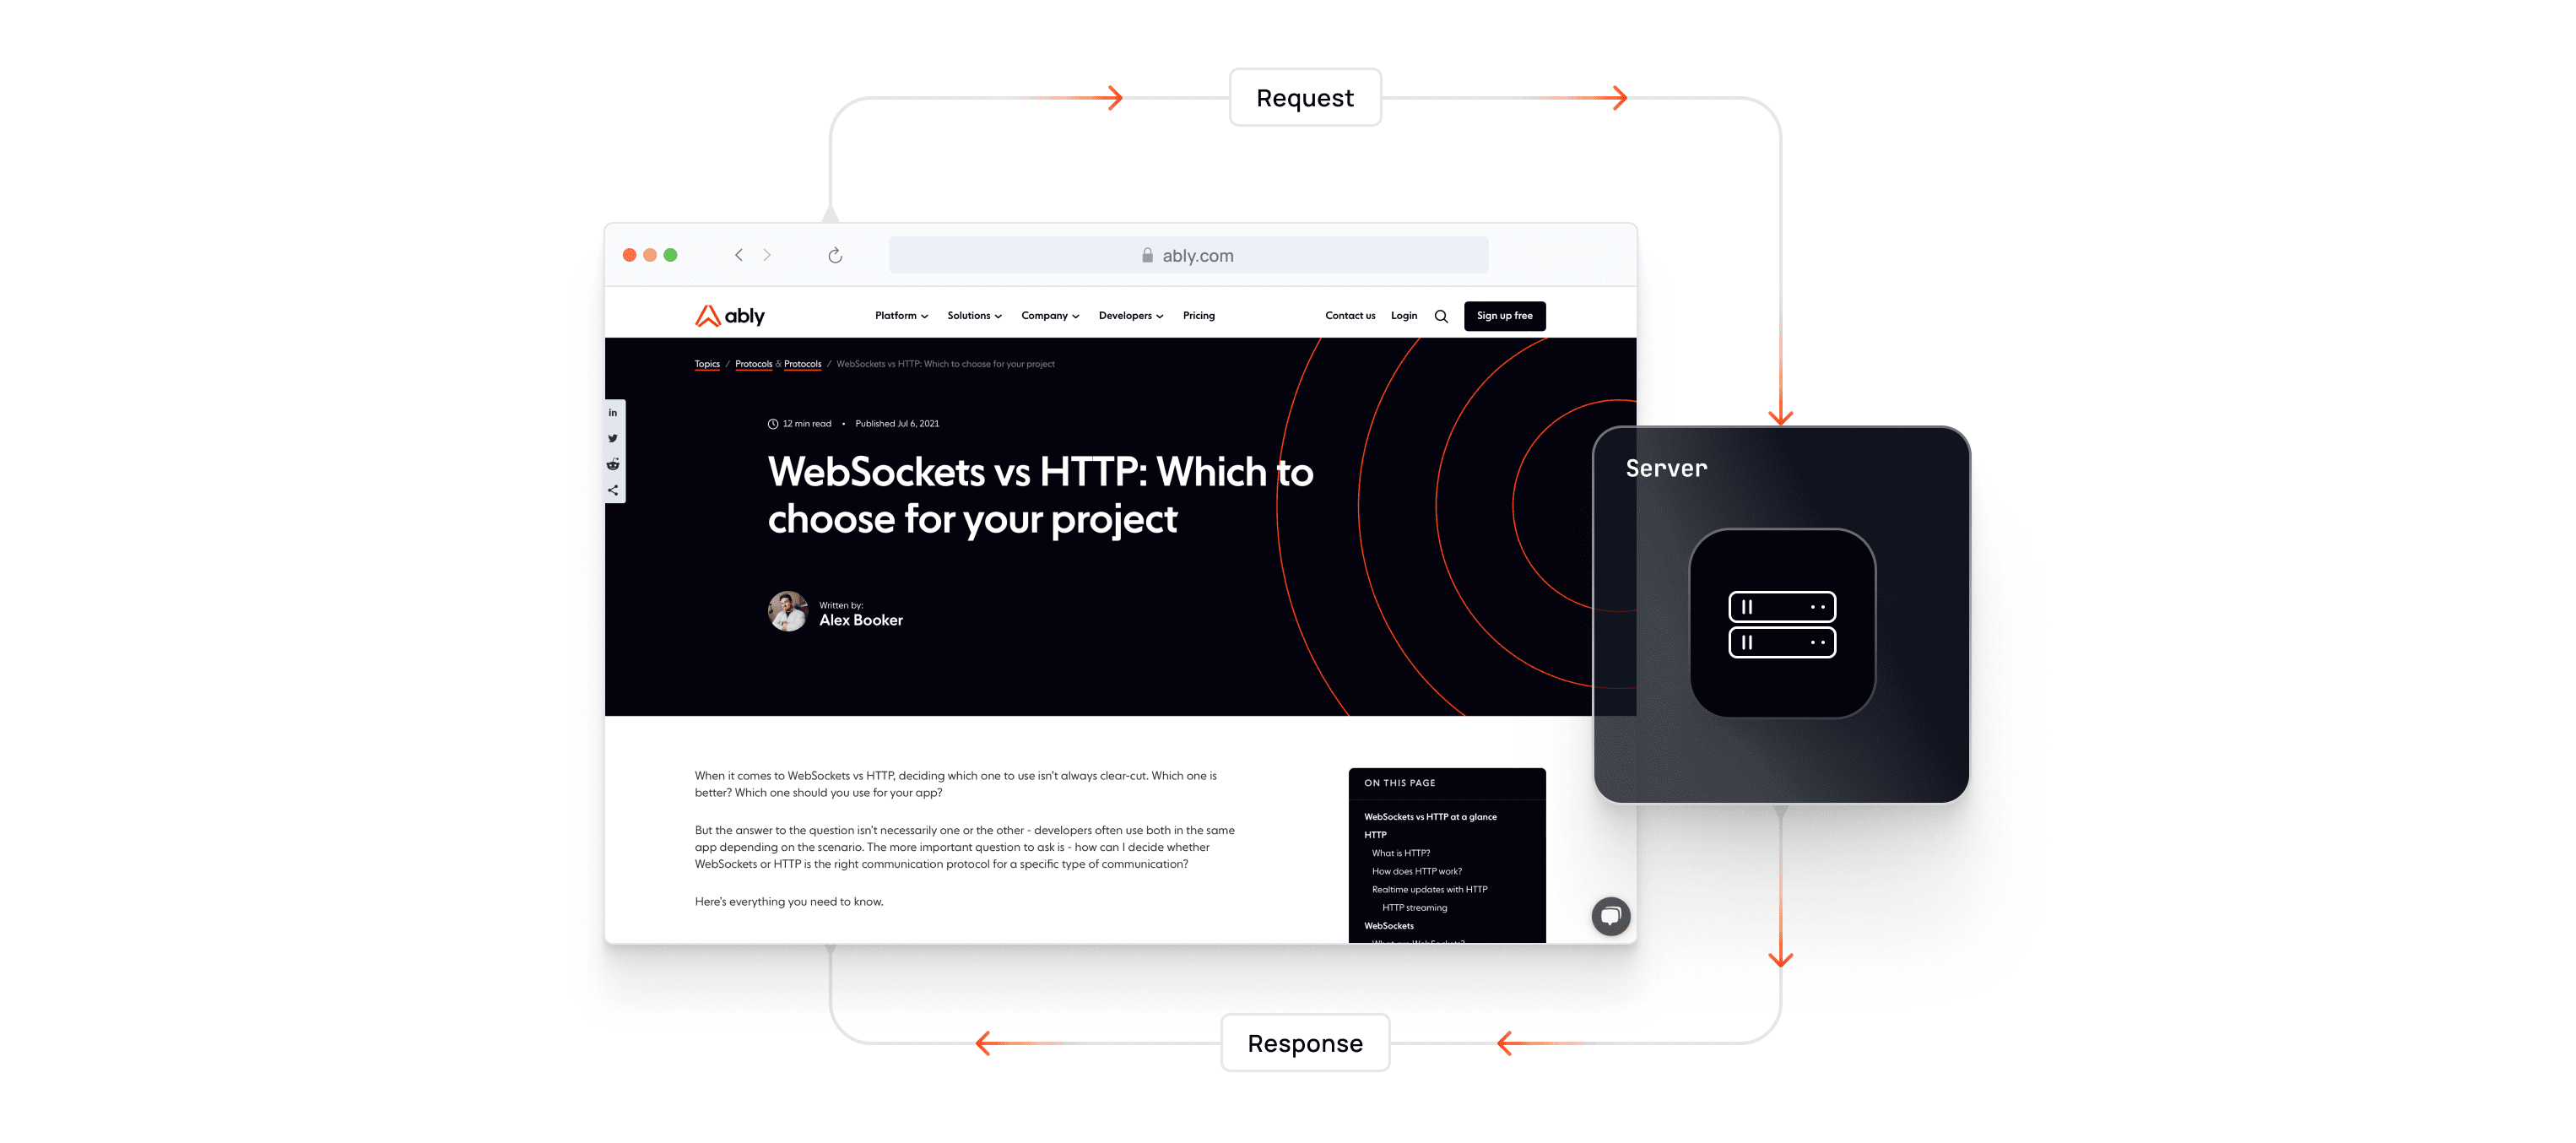 Request
ably.com
ably
Platform Solutions Company Developers Pricing Contact us Login Sign up free
Topics / Protocols & Protocols / WebSockets vs HTTP: Which to choose for your project
in
12 min read • Published Jul 6, 2021
WebSockets vs HTTP: Which to
choose for your project
Written by:
Alex Booker
Server
When it comes to WebSockets vs HTTP, deciding which one to use isn't always clear-cut. Which one is
better? Which one should you use for your app?
But the answer to the question isn't necessarily one or the other - developers often use both in the same
app depending on the scenario. The more important question to ask is - how can I decide whether
WebSockets or HTTP is the right communication protocol for a specific type of communication?
Here's everything you need to know.
ON THIS PAGE
WebSockets vs HTTP at a glance
HTTP
What is HTTP?
How does HTTP work?
Realtime updates with HTTP
HTTP streaming
WebSockets
What are WebSockets?
Response